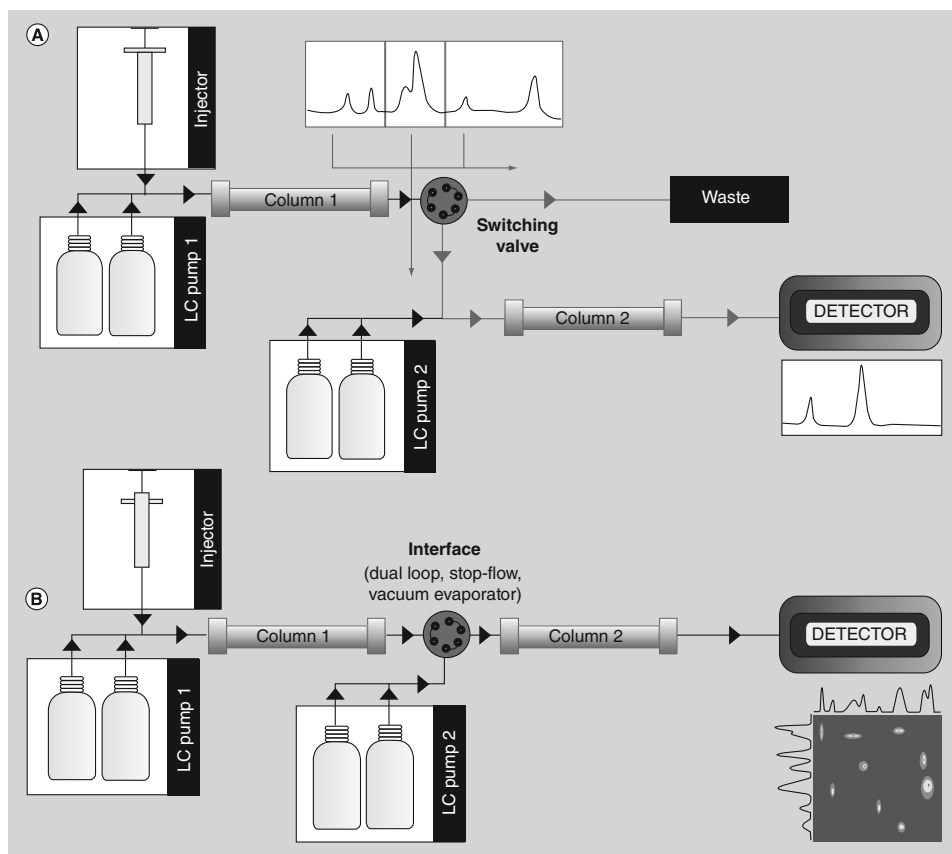 A
Injector
LC pump 1
Column 1
Switching
valve
Waste
LC pump 2
Column 2
DETECTOR
B
Injector
LC pump 1
Column 1
Interface
(dual loop, stop-flow,
vacuum evaporator)
LC pump 2
Column 2
DETECTOR